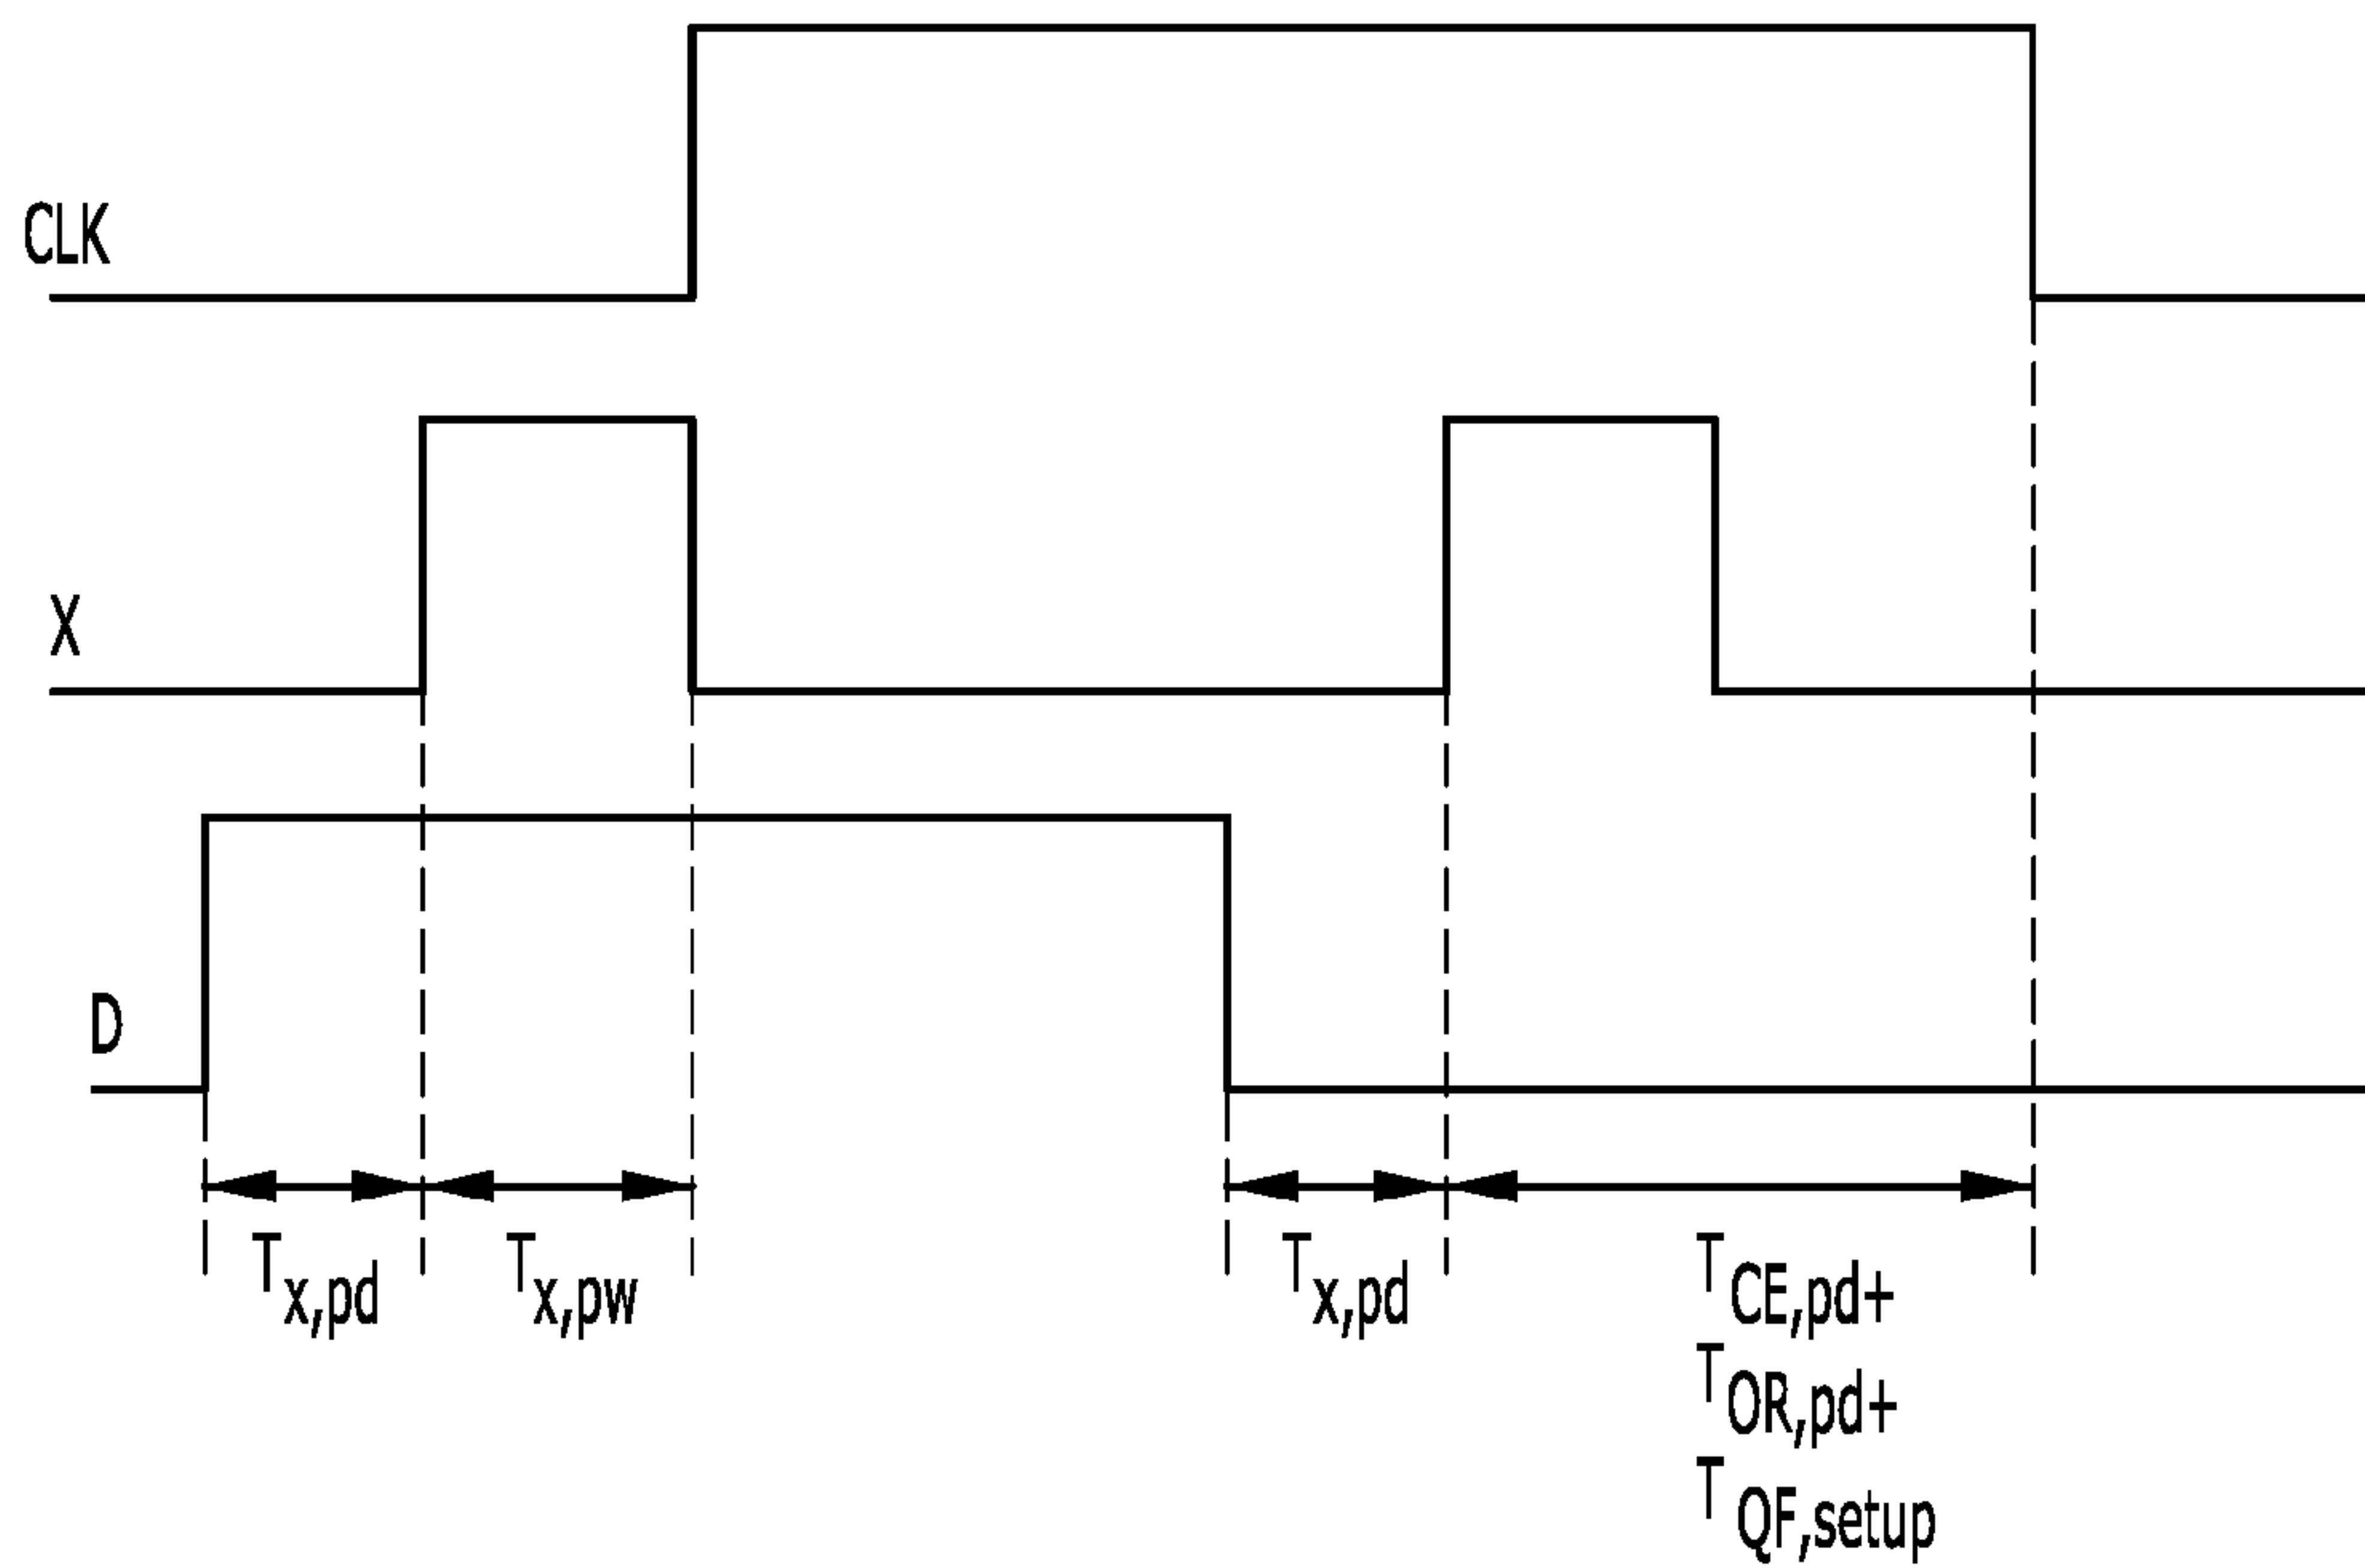 CLK
X
D
Tx,pd Tx,pw Tx,pd TCE,pd+
TOR,pd+
TQF,setup